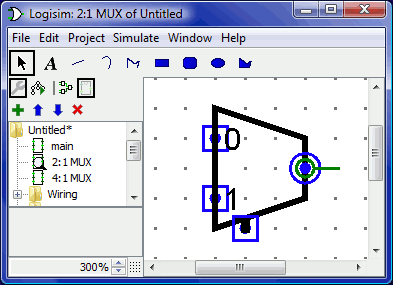 Logisim: 2:1 MUX of Untitled
File Edit Project Simulate Window Help
A
Untitled*
main
2:1 MUX
4:1 MUX
Wiring
0
1
300%